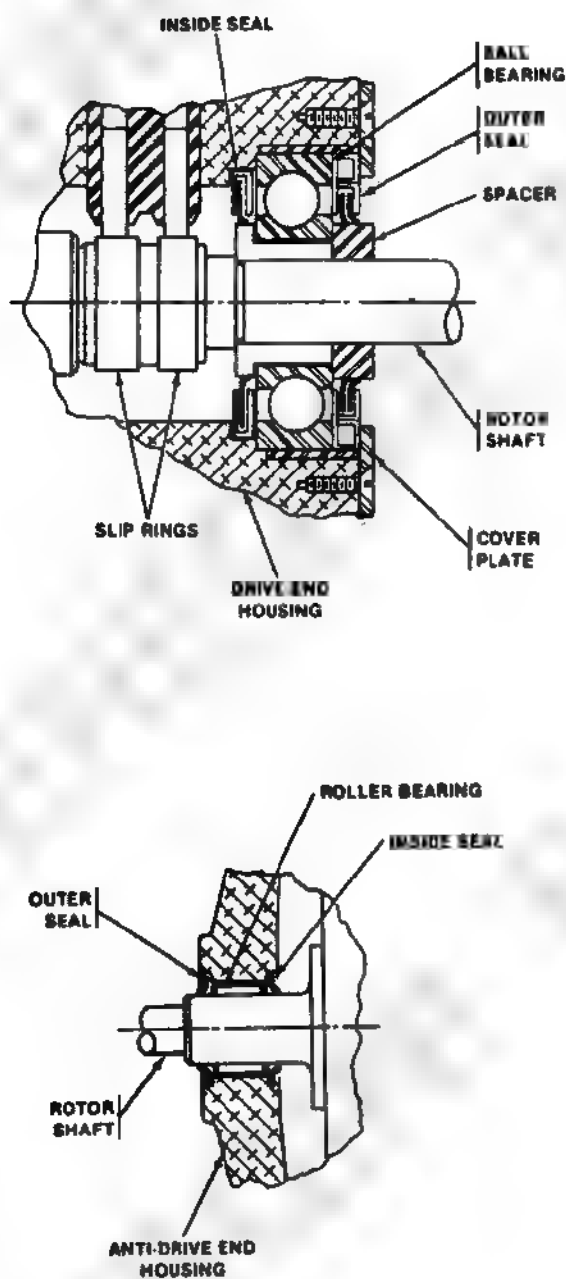 INSIDE SEAL
BALL
BEARING
OUTER
SEAL
SPACER
ROTOR
SHAFT
SLIP RINGS
COVER
PLATE
DRIVE END
HOUSING
ROLLER BEARING
INSIDE SEAL
OUTER
SEAL
ROTOR
SHAFT
ANTI-DRIVE END
HOUSING